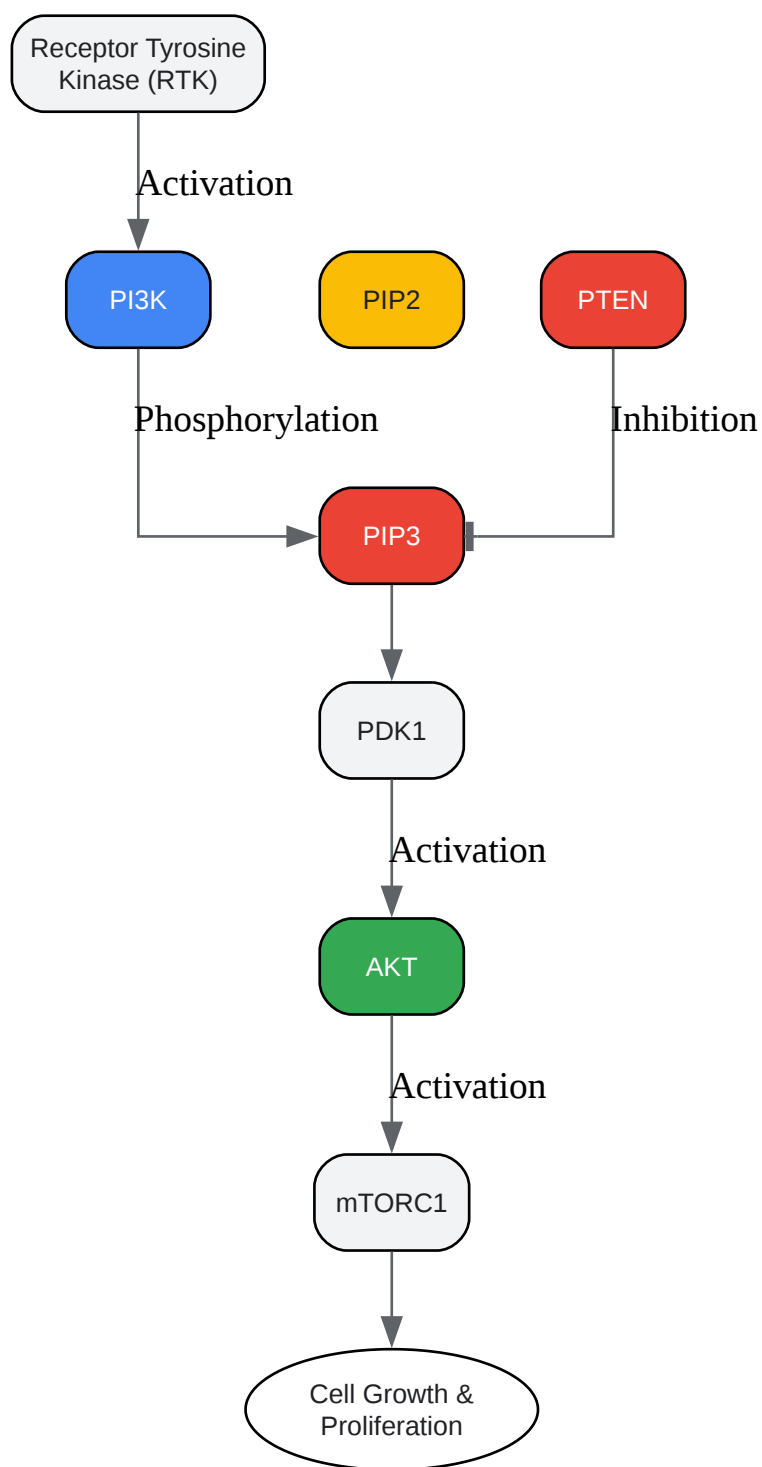 Receptor Tyrosine
Kinase (RTK)
Activation
PI3K
PIP2
PTEN
Phosphorylation
Inhibition
PIP3
PDK1
Activation
AKT
Activation
mTORC1
Cell Growth &
Proliferation